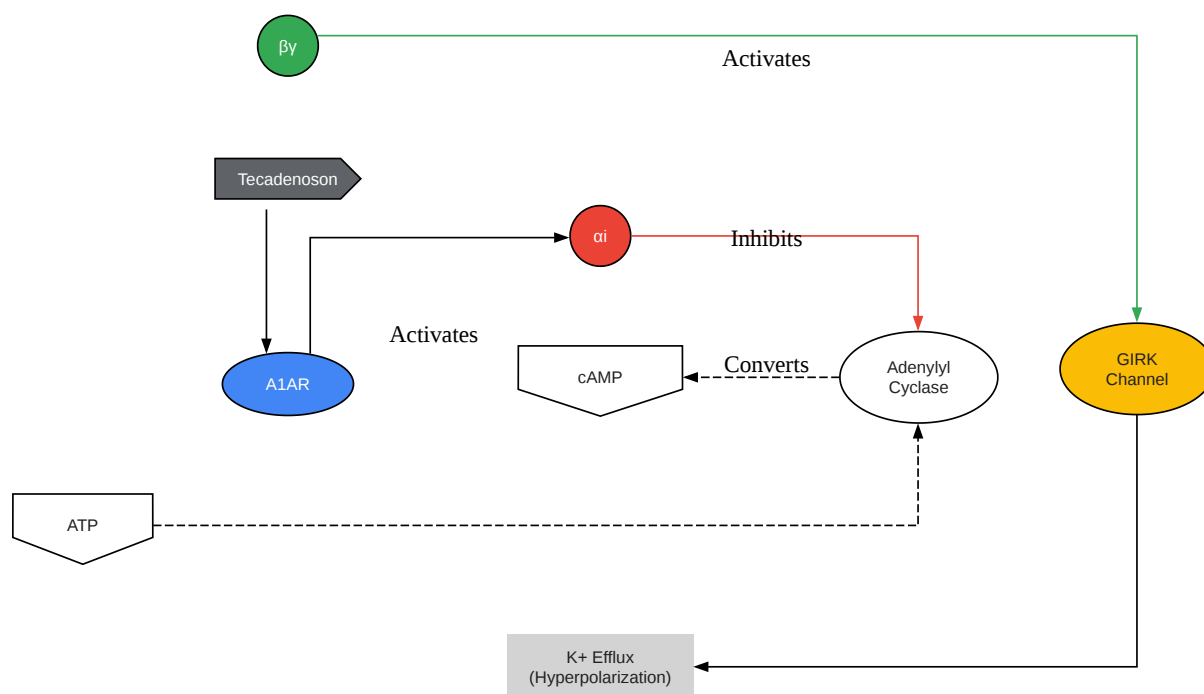 βγ
Activates
Tecadenoson
αi
Inhibits
Activates
A1AR
cAMP
Converts
Adenylyl
Cyclase
GIRK
Channel
ATP
K+ Efflux
(Hyperpolarization)